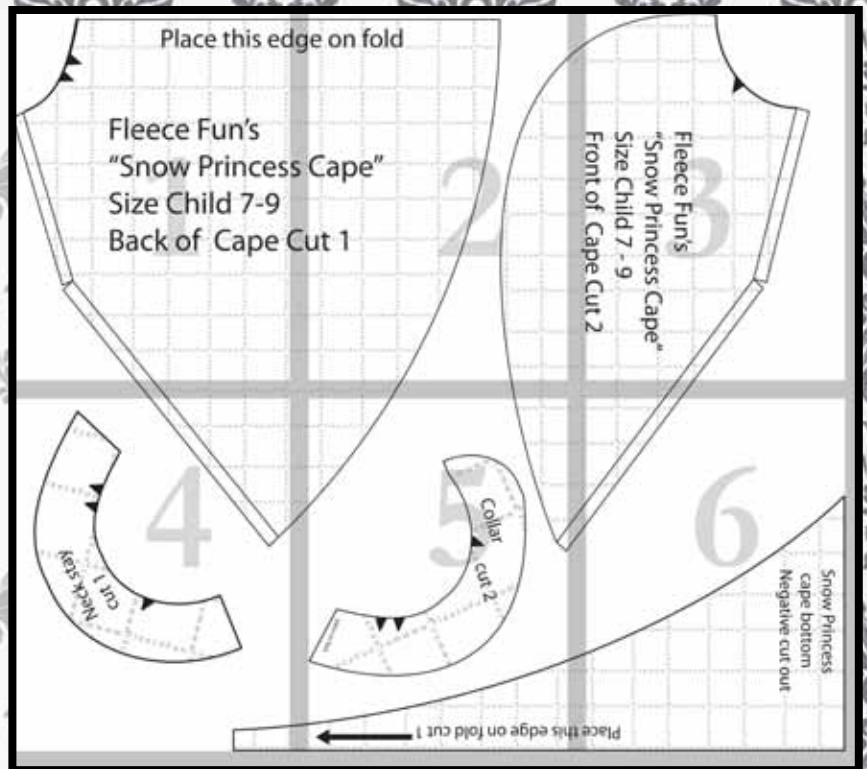 Place this edge on fold
Fleece Fun's
"Snow Princess Cape"
Size Child 7-9
Back of Cape Cut 1
1
2
3
Fleece Fun's
"Snow Princess Cape"
Size Child 7 - 9
Front of Cape Cut 2
4
Neck stay
cut 1
5
Collar
cut 2
6
Snow Princess
cape bottom
Negative cut out
Place this edge on fold cut 1